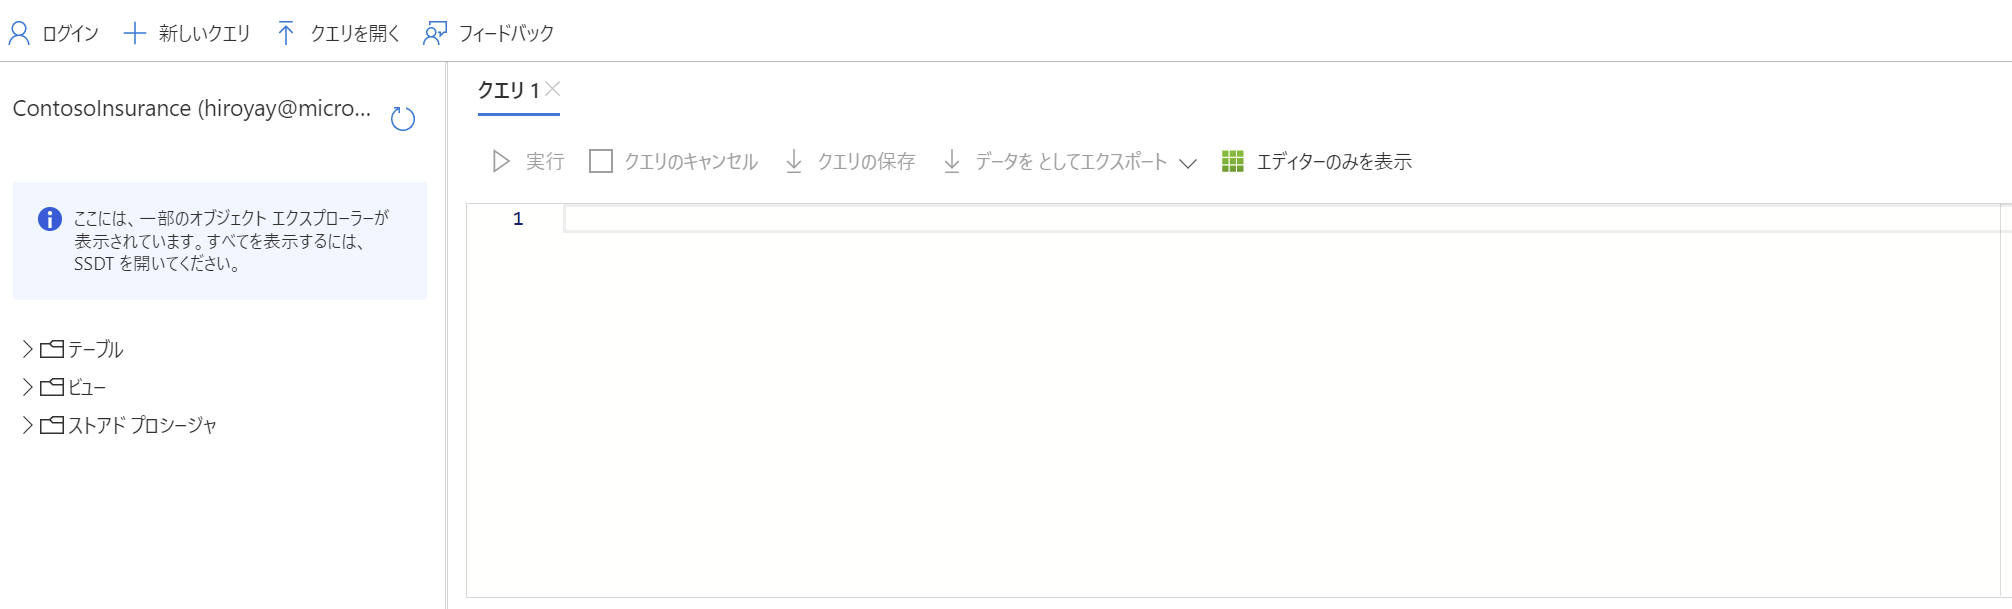 ログイン 新しいクエリ クエリを開く フィードバック
ContosoInsurance (hiroyay@micro...
ここには、一部のオブジェクト エクスプローラーが
表示されています。すべてを表示するには、
SSDT を開いてください。
テーブル
ビュー
ストアド プロシージャ
クエリ 1
実行 クエリのキャンセル クエリの保存 データを としてエクスポート エディターのみを表示
1